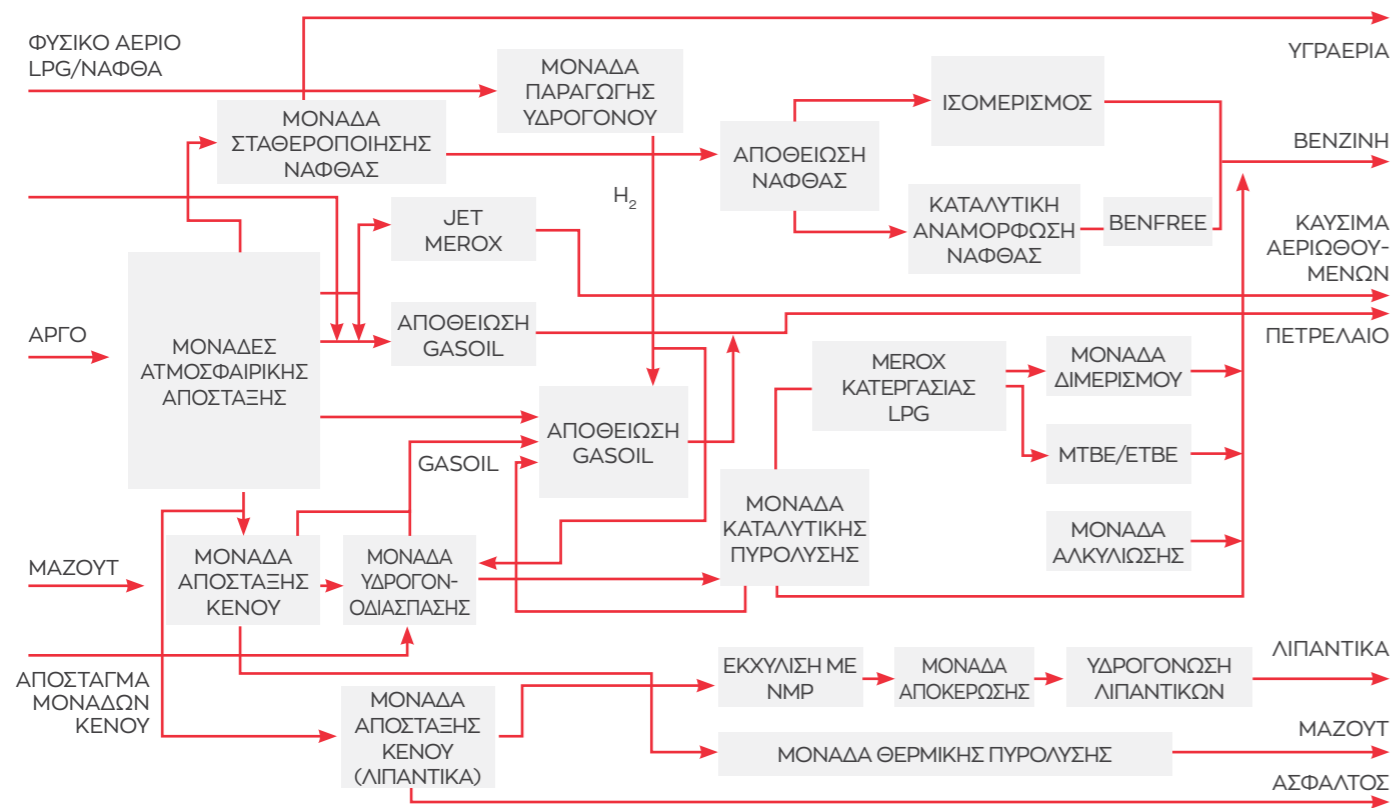 ΦΥΣΙΚΟ ΑΕΡΙΟ
LPG/ΝΑΦΘΑ
ΜΟΝΑΔΑ
ΣΤΑΘΕΡΟΠΟΙΗΣΗΣ
ΝΑΦΘΑΣ
ΜΟΝΑΔΑ
ΠΑΡΑΓΩΓΗΣ
ΥΔΡΟΓΟΝΟΥ
H₂
ΑΠΟΘΕΙΩΣΗ
ΝΑΦΘΑΣ
ΙΣΟΜΕΡΙΣΜΟΣ
ΚΑΤΑΛΥΤΙΚΗ
ΑΝΑΜΟΡΦΩΣΗ
ΝΑΦΘΑΣ
BENFREE
ΥΓΡΑΕΡΙΑ
ΒΕΝΖΙΝΗ
ΚΑΥΣΙΜΑ
ΑΕΡΙΩΘΟΥ-
ΜΕΝΩΝ
ΠΕΤΡΕΛΑΙΟ
JET
MEROX
ΑΡΓΟ
ΜΟΝΑΔΕΣ
ΑΤΜΟΣΦΑΙΡΙΚΗΣ
ΑΠΟΣΤΑΞΗΣ
ΑΠΟΘΕΙΩΣΗ
GASOIL
ΑΠΟΘΕΙΩΣΗ
GASOIL
GASOIL
MEROX
ΚΑΤΕΡΓΑΣΙΑΣ
LPG
ΜΟΝΑΔΑ
ΔΙΜΕΡΙΣΜΟΥ
MTBE/ETBE
ΜΟΝΑΔΑ
ΑΛΚΥΛΙΩΣΗΣ
ΜΟΝΑΔΑ
ΚΑΤΑΛΥΤΙΚΗΣ
ΠΥΡΟΛΥΣΗΣ
ΜΑΖΟΥΤ
ΜΟΝΑΔΑ
ΑΠΟΣΤΑΞΗΣ
ΚΕΝΟΥ
ΜΟΝΑΔΑ
ΥΔΡΟΓΟΝ-
ΟΔΙΑΣΠΑΣΗΣ
ΑΠΟΣΤΑΓΜΑ
ΜΟΝΑΔΩΝ
ΚΕΝΟΥ
ΜΟΝΑΔΑ
ΑΠΟΣΤΑΞΗΣ
ΚΕΝΟΥ
(ΛΙΠΑΝΤΙΚΑ)
ΕΚΧΥΛΙΣΗ ΜΕ
NMP
ΜΟΝΑΔΑ
ΑΠΟΚΕΡΩΣΗΣ
ΥΔΡΟΓΟΝΩΣΗ
ΛΙΠΑΝΤΙΚΩΝ
ΛΙΠΑΝΤΙΚΑ
ΜΟΝΑΔΑ ΘΕΡΜΙΚΗΣ ΠΥΡΟΛΥΣΗΣ
ΜΑΖΟΥΤ
ΑΣΦΑΛΤΟΣ